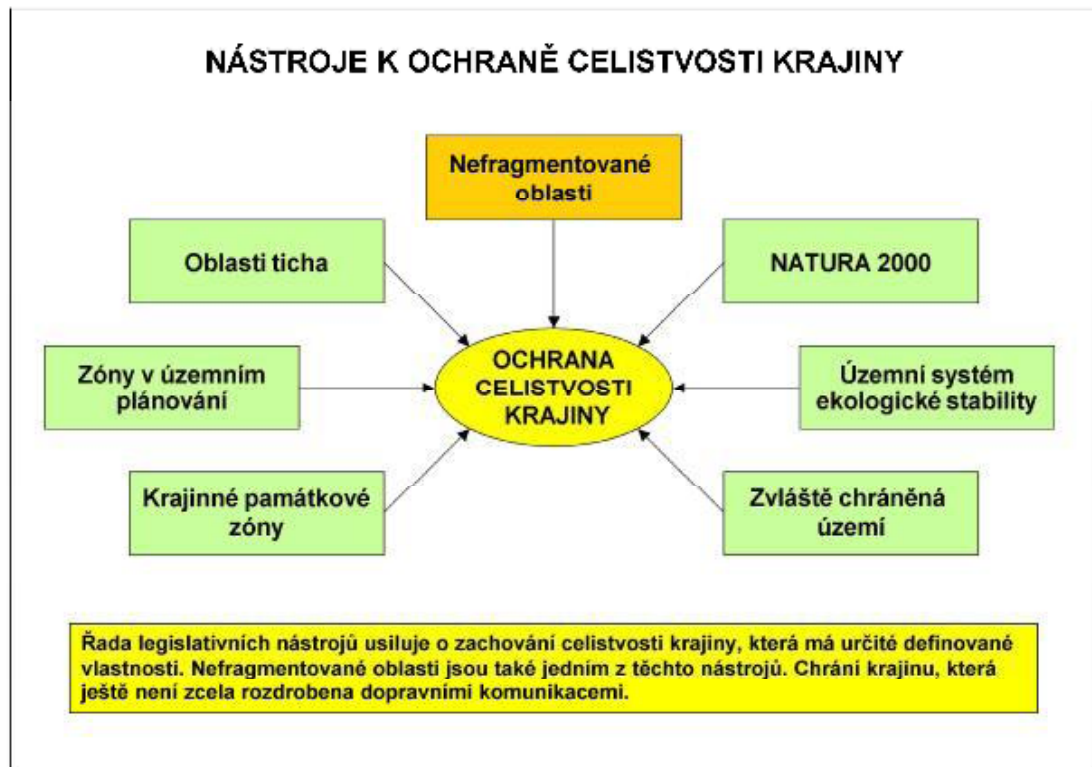 NÁSTROJE K OCHRANĚ CELISTVOSTI KRAJINY
Nefragmentované
oblasti
Oblasti ticha
NATURA 2000
Zóny v územním
plánování
OCHRANA
CELISTVOSTI
KRAJINY
Územní systém
ekologické stability
Krajinné památkové
zóny
Zvláště chráněná
území
Řada legislativních nástrojů usiluje o zachování celistvosti krajiny, která má určité definované
vlastnosti. Nefragmentované oblasti jsou také jedním z těchto nástrojů. Chrání krajinu, která
ještě není zcela rozdrobena dopravními komunikacemi.